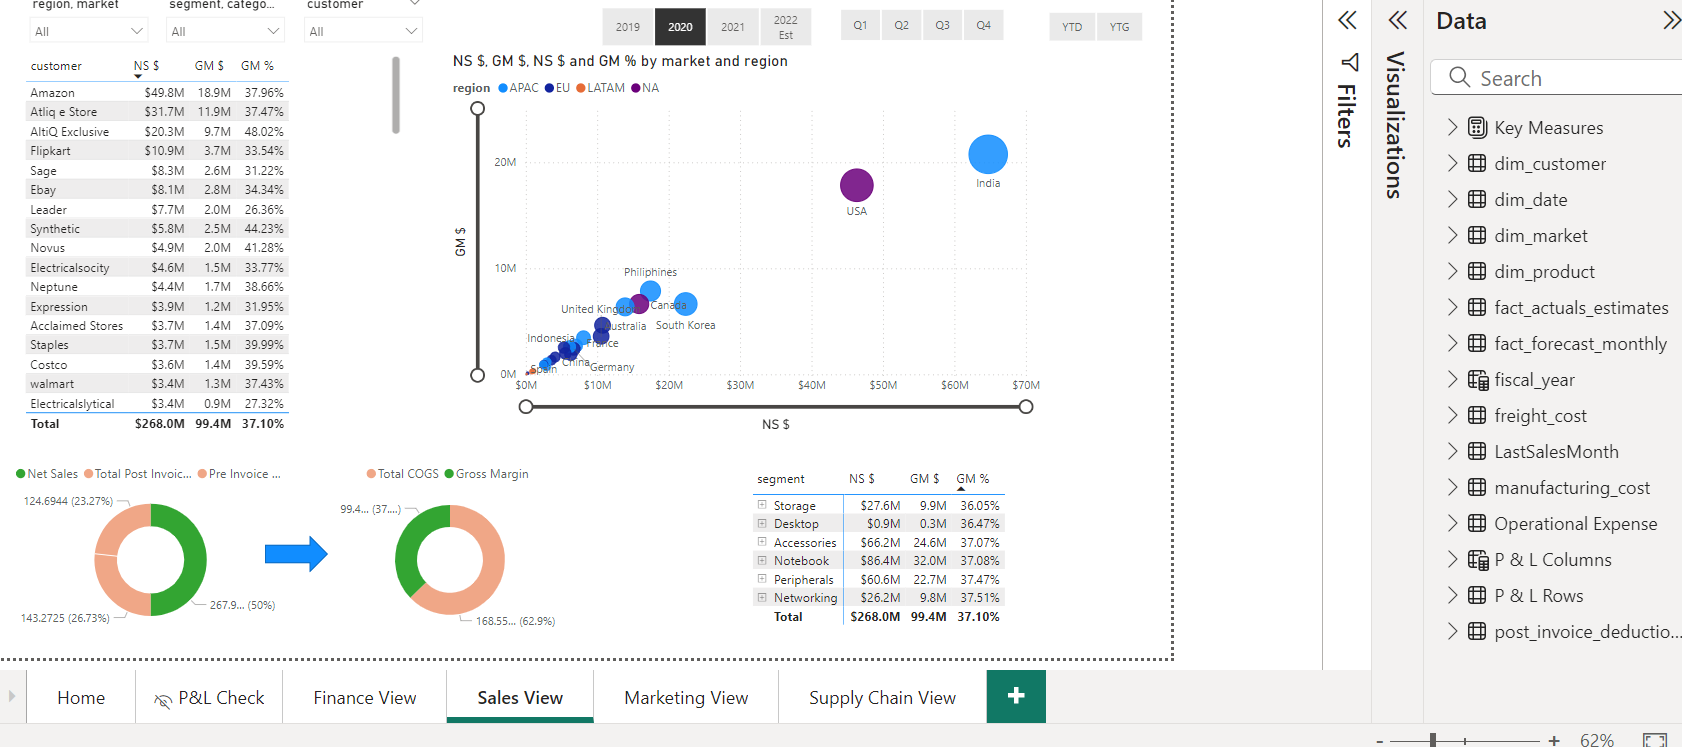 region, market
segment, catego...
customer
All
All
All
2019
2020
2021
2022
Est
Q1
Q2
Q3
Q4
YTD
YTG
customer NS $ GM $ GM %
Amazon $49.8M 18.9M 37.96%
Atliq e Store $31.7M 11.9M 37.47%
AltiQ Exclusive $20.3M 9.7M 48.02%
Flipkart $10.9M 3.7M 33.54%
Sage $8.3M 2.6M 31.22%
Ebay $8.1M 2.8M 34.34%
Leader $7.7M 2.0M 26.36%
Synthetic $5.8M 2.5M 44.23%
Novus $4.9M 2.0M 41.28%
Electricalsocity $4.6M 1.5M 33.77%
Neptune $4.4M 1.7M 38.66%
Expression $3.9M 1.2M 31.95%
Acclaimed Stores $3.7M 1.4M 37.09%
Staples $3.7M 1.5M 39.99%
Costco $3.6M 1.4M 39.59%
walmart $3.4M 1.3M 37.43%
Electricalslytical $3.4M 0.9M 27.32%
Total $268.0M 99.4M 37.10%
NS $, GM $, NS $ and GM % by market and region
region APAC EU LATAM NA
GM $
20M
10M
0M
India
USA
Philiphines
United Kingdom
Canada
Australia
South Korea
Indonesia
France
China
Germany
Spain
$0M $10M $20M $30M $40M $50M $60M $70M
NS $
Net Sales Total Post Invoic... Pre Invoice ...
124.6944 (23.27%)
267.9... (50%)
143.2725 (26.73%)
Total COGS Gross Margin
99.4... (37....)
168.55... (62.9%)
segment NS $ GM $ GM %
Storage $27.6M 9.9M 36.05%
Desktop $0.9M 0.3M 36.47%
Accessories $66.2M 24.6M 37.07%
Notebook $86.4M 32.0M 37.08%
Peripherals $60.6M 22.7M 37.47%
Networking $26.2M 9.8M 37.51%
Total $268.0M 99.4M 37.10%
Filters
Visualizations
Data
Search
Key Measures
dim_customer
dim_date
dim_market
dim_product
fact_actuals_estimates
fact_forecast_monthly
fiscal_year
freight_cost
LastSalesMonth
manufacturing_cost
Operational Expense
P & L Columns
P & L Rows
post_invoice_deductio...
Home
P&L Check
Finance View
Sales View
Marketing View
Supply Chain View
+
- + 62%